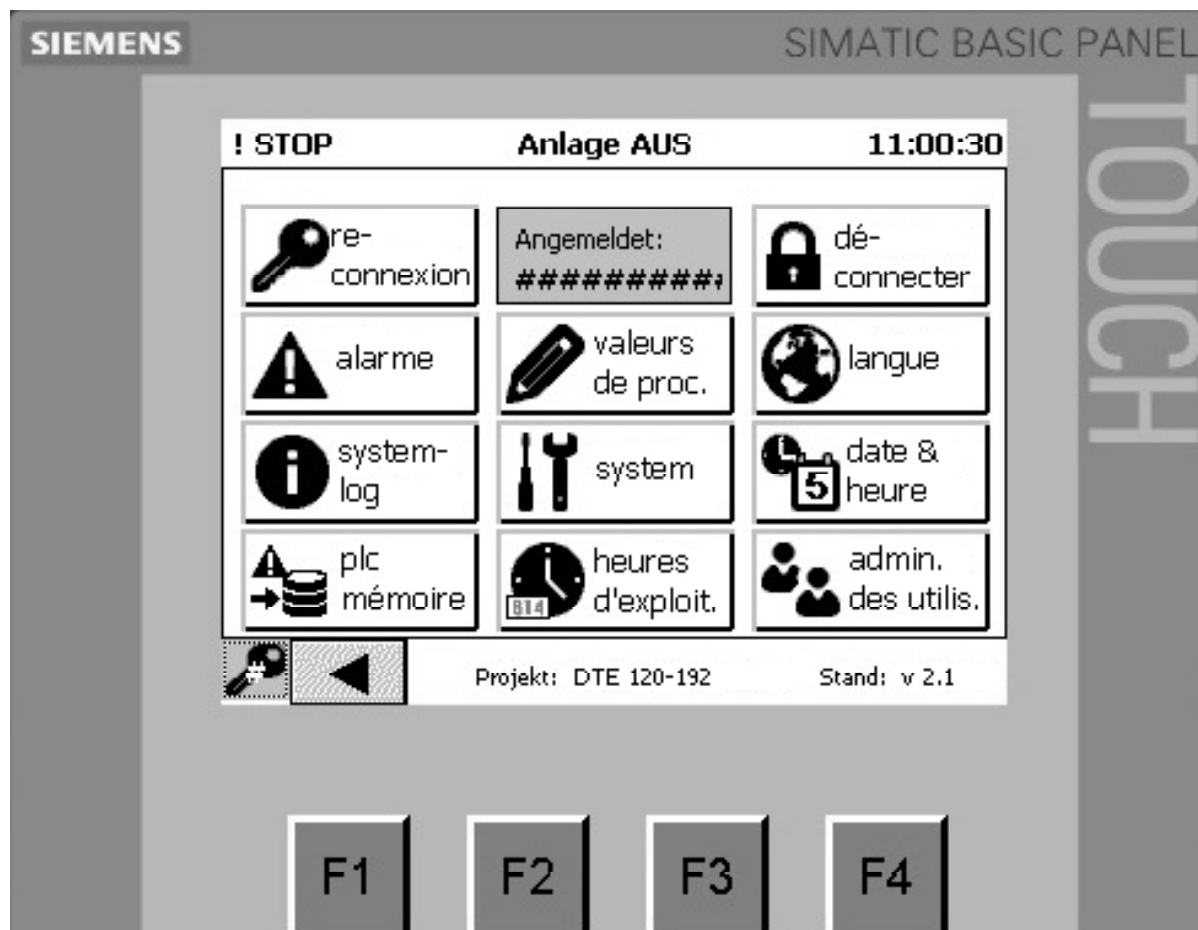 SIEMENS
SIMATIC BASIC PANEL
TOUCH
! STOP Anlage AUS 11:00:30
re-
connexion
Angemeldet:
##########
dé-
connecter
alarme
valeurs
de proc.
langue
system-
log
system
5
date &
heure
plc
mémoire
814
heures
d'exploit.
admin.
des utilis.
#
Projekt: DTE 120-192 Stand: v 2.1
F1 F2 F3 F4